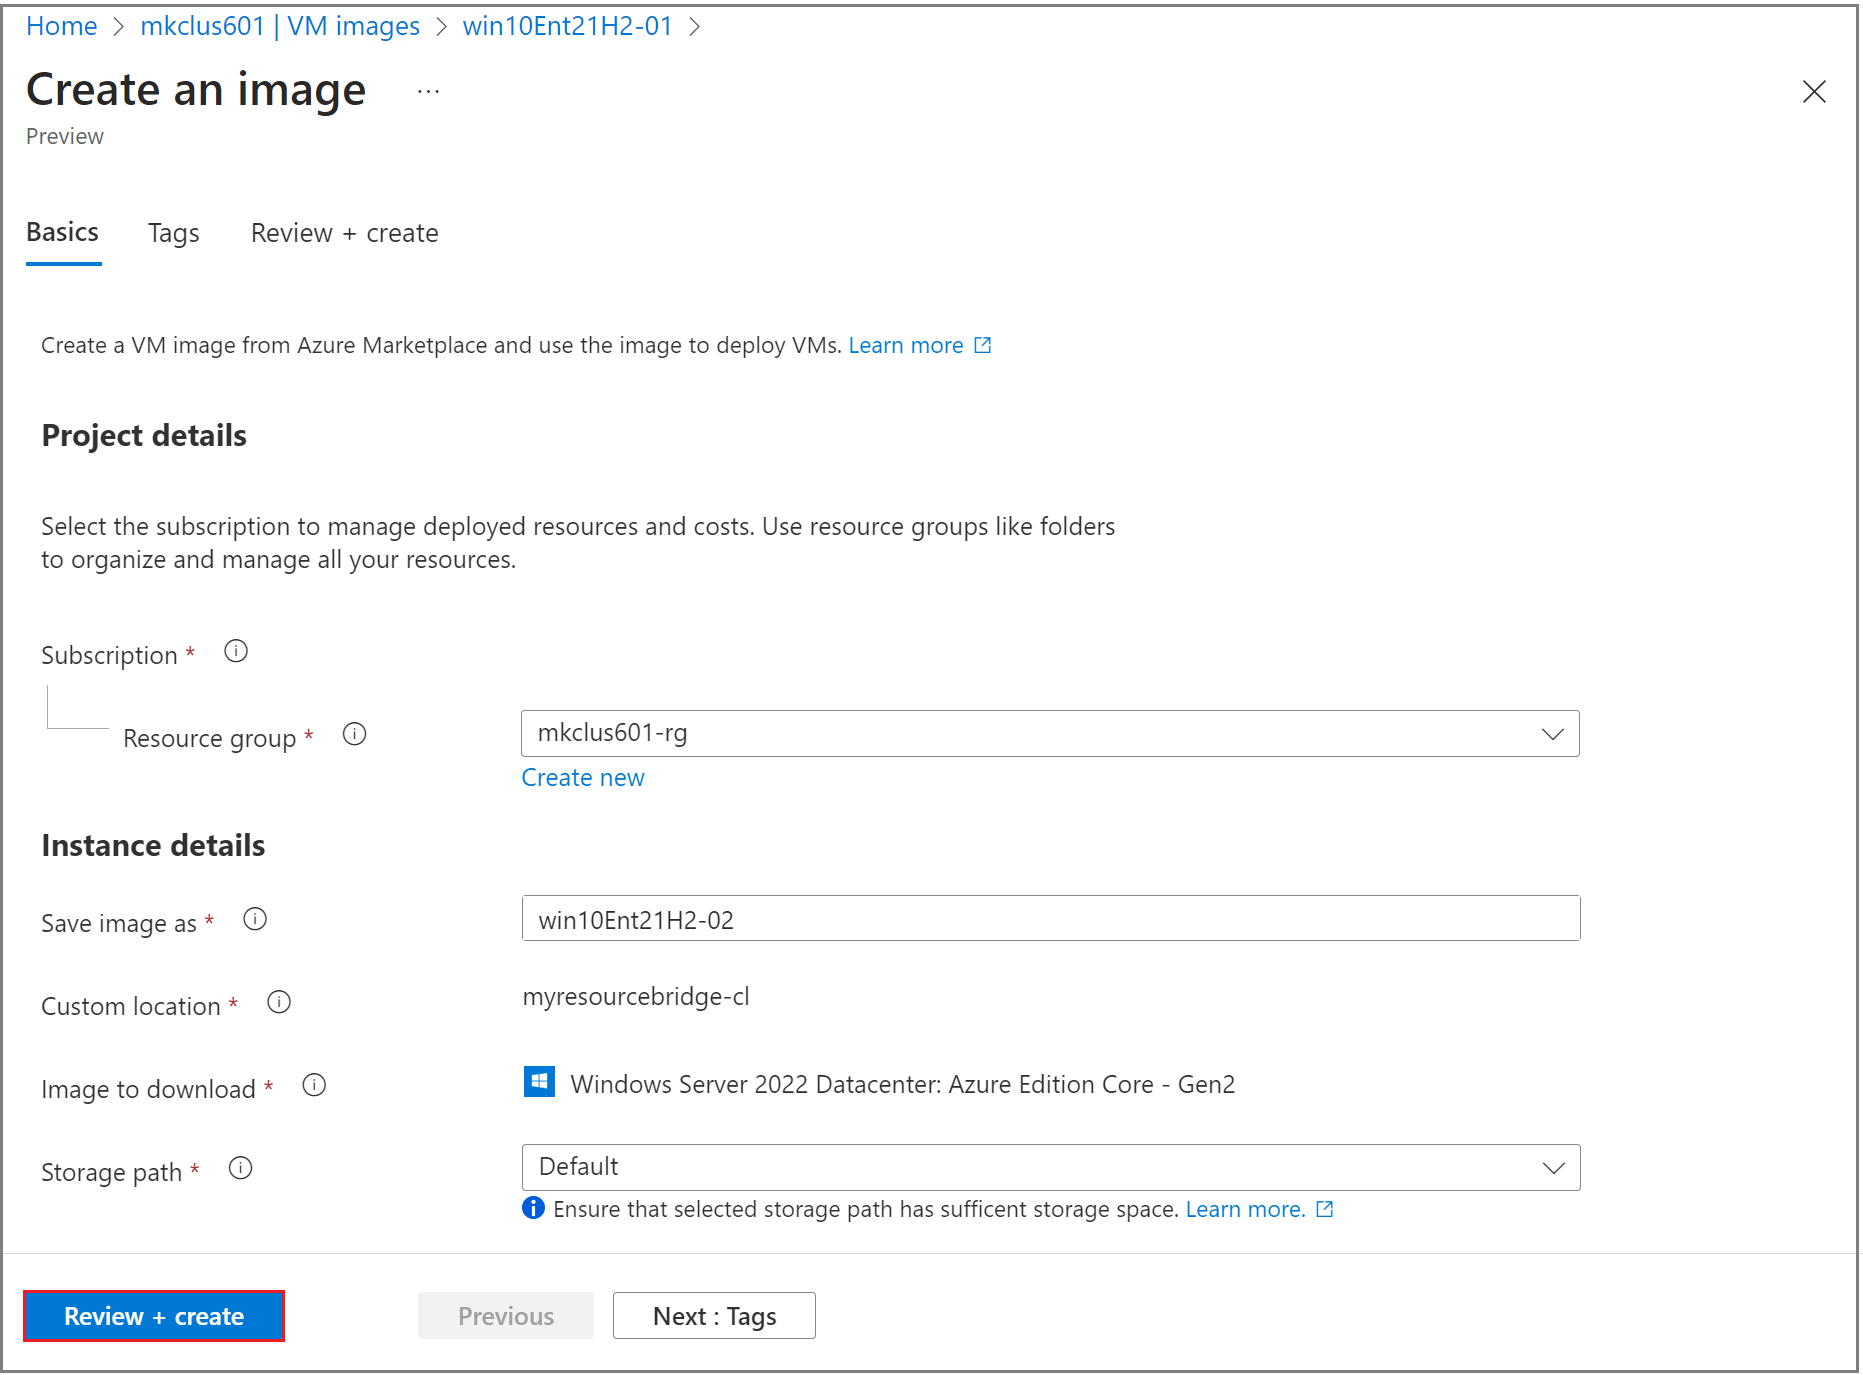 Home > mkclus601 | VM images > win10Ent21H2-01 >
Create an image ...
Preview
Basics Tags Review + create
Create a VM image from Azure Marketplace and use the image to deploy VMs. Learn more
Project details
Select the subscription to manage deployed resources and costs. Use resource groups like folders
to organize and manage all your resources.
Subscription *
Resource group * mkclus601-rg
Create new
Instance details
Save image as * win10Ent21H2-02
Custom location * myresourcebridge-cl
Image to download * Windows Server 2022 Datacenter: Azure Edition Core - Gen2
Storage path * Default
Ensure that selected storage path has sufficent storage space. Learn more.
Review + create Previous Next : Tags